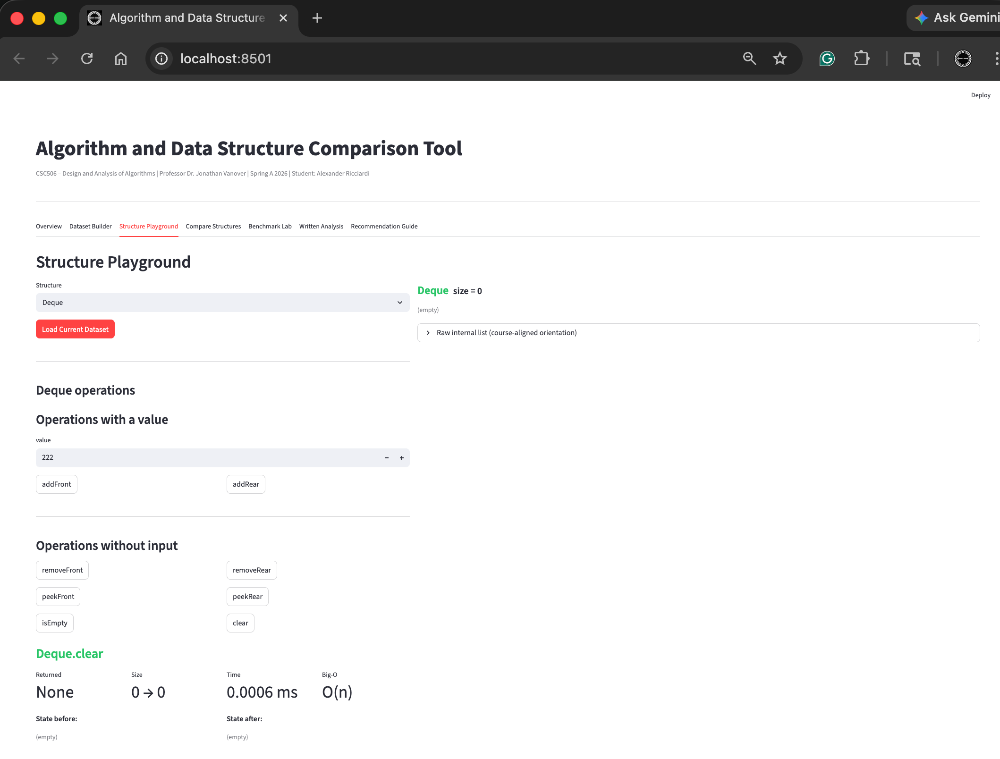 Algorithm and Data Structure
Ask Gemini
localhost:8501
Deploy
Algorithm and Data Structure Comparison Tool
CSC506 – Design and Analysis of Algorithms | Professor Dr. Jonathan Vanover | Spring A 2026 | Student: Alexander Ricciardi
Overview Dataset Builder Structure Playground Compare Structures Benchmark Lab Written Analysis Recommendation Guide
Structure Playground
Structure
Deque
Load Current Dataset
Deque size = 0
(empty)
Raw internal list (course-aligned orientation)
Deque operations
Operations with a value
value
222
addFront addRear
Operations without input
removeFront removeRear
peekFront peekRear
isEmpty clear
Deque.clear
Returned Size Time Big-O
None 0 → 0 0.0006 ms O(n)
State before: State after:
(empty) (empty)